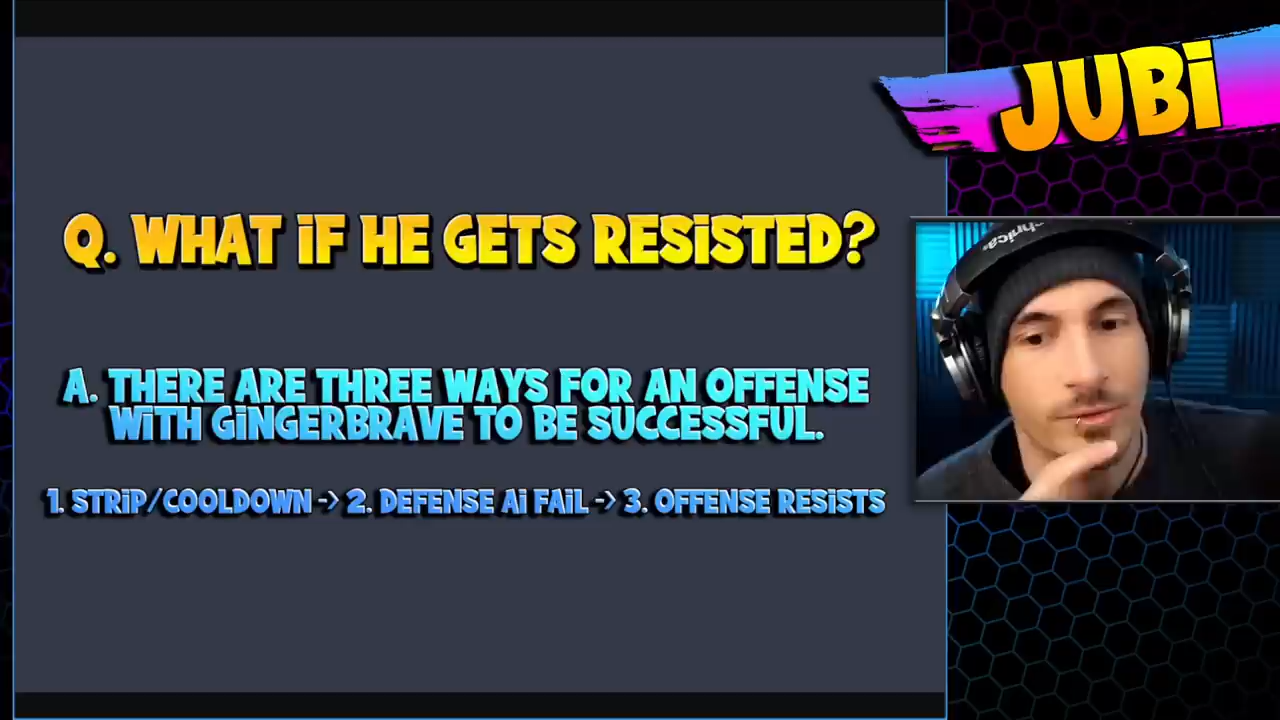 JUBi
Q. WHAT iF HE GETS RESiSTED?
A. THERE ARE THREE WAYS FOR AN OFFENSE
WiTH GiNGERBRAVE TO BE SUCCESSFUL.
1. STRiP/COOLDOWN -> 2. DEFENSE Ai FAiL -> 3. OFFENSE RESiSTS